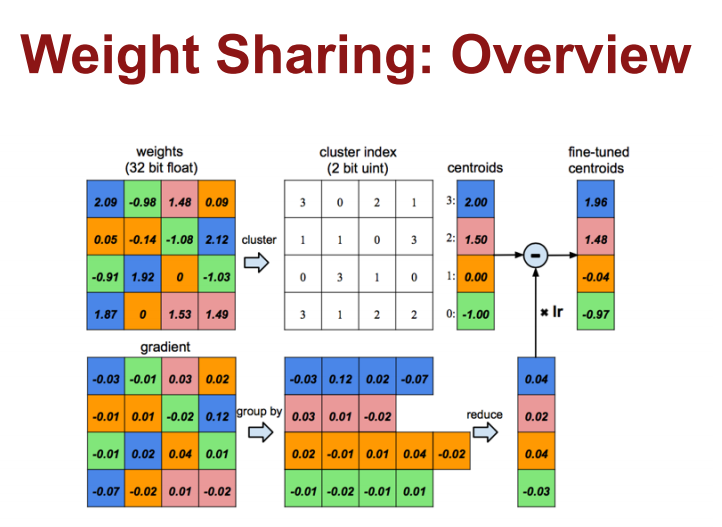 Weight Sharing: Overview
weights
(32 bit float)
cluster index
(2 bit uint)
centroids
fine-tuned
centroids
2.09 -0.98 1.48 0.09
0.05 -0.14 -1.08 2.12
-0.91 1.92 0 -1.03
1.87 0 1.53 1.49
cluster
3 0 2 1
1 1 0 3
0 3 1 0
3 1 2 2
3: 2.00
2: 1.50
1: 0.00
0: -1.00
-
× lr
1.96
1.48
-0.04
-0.97
gradient
-0.03 -0.01 0.03 0.02
-0.01 0.01 -0.02 0.12
-0.01 0.02 0.04 0.01
-0.07 -0.02 0.01 -0.02
group by
-0.03 0.12 0.02 -0.07
0.03 0.01 -0.02
0.02 -0.01 0.01 0.04 -0.02
-0.01 -0.02 -0.01 0.01
reduce
0.04
0.02
0.04
-0.03